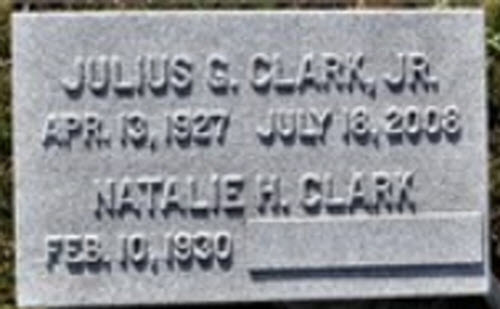 JULIUS G. CLARK, JR.
APR. 13, 1927 JULY 18, 2008
NATALIE H. CLARK
FEB. 10, 1930